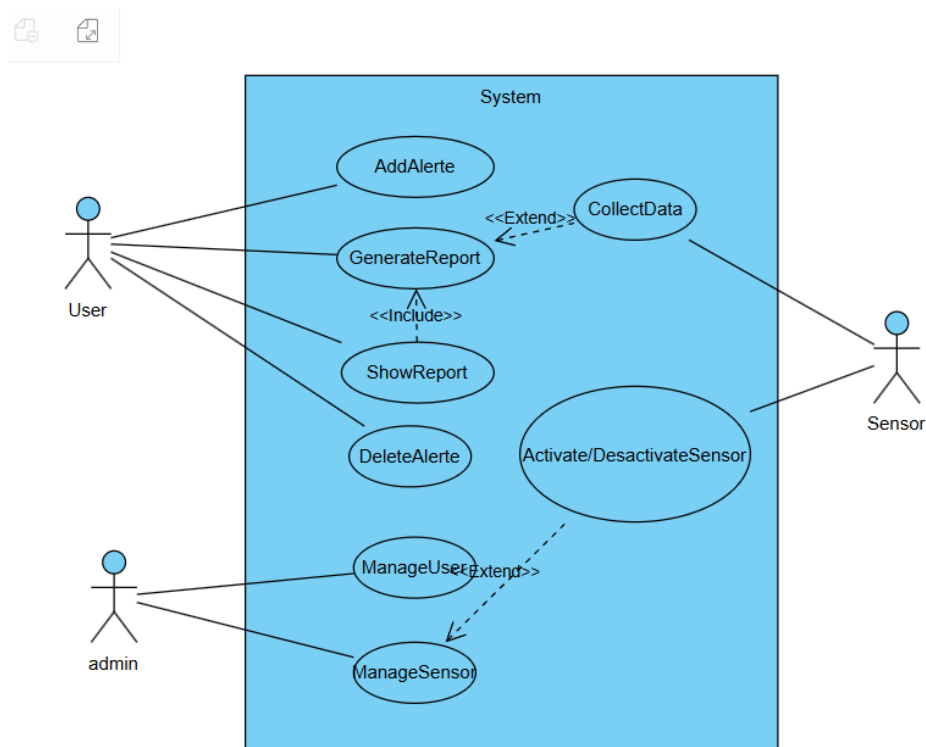 System
AddAlerte
<<Extend>>
CollectData
GenerateReport
User
<<Include>>
ShowReport
Sensor
DeleteAlerte
Activate/DesactivateSensor
ManageUser
<<Extend>>
admin
ManageSensor